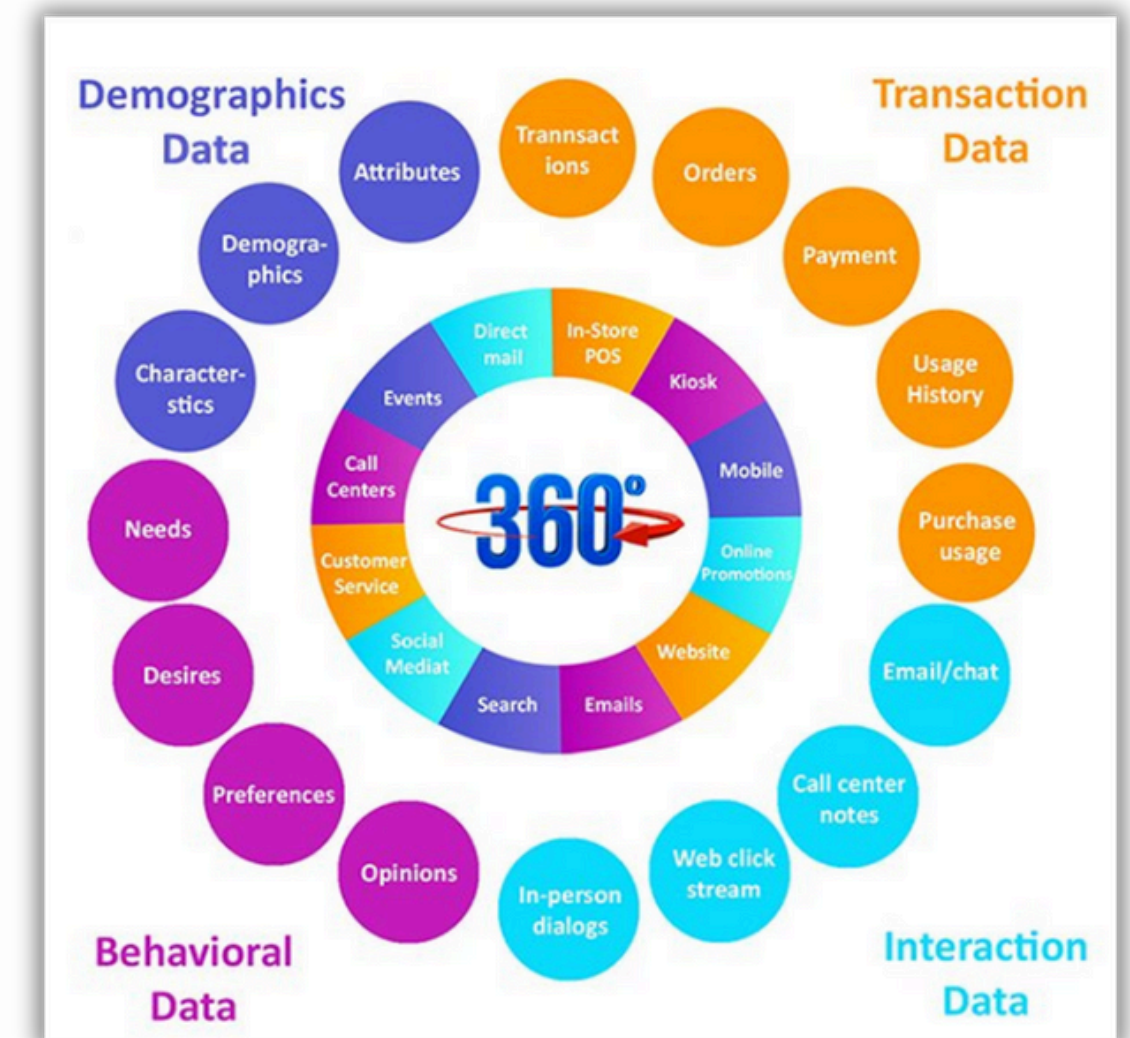 Demographics
Data
Transaction
Data
Attributes
Trannsact
ions
Orders
Payment
Usage
History
Purchase
usage
Email/chat
Call center
notes
Web click
stream
In-person
dialogs
Opinions
Preferences
Desires
Needs
Character-
stics
Demogra-
phics
Direct
mail
In-Store
POS
Kiosk
Mobile
Online
Promotions
Website
Emails
Search
Social
Mediat
Customer
Service
Call
Centers
Events
360°
Behavioral
Data
Interaction
Data